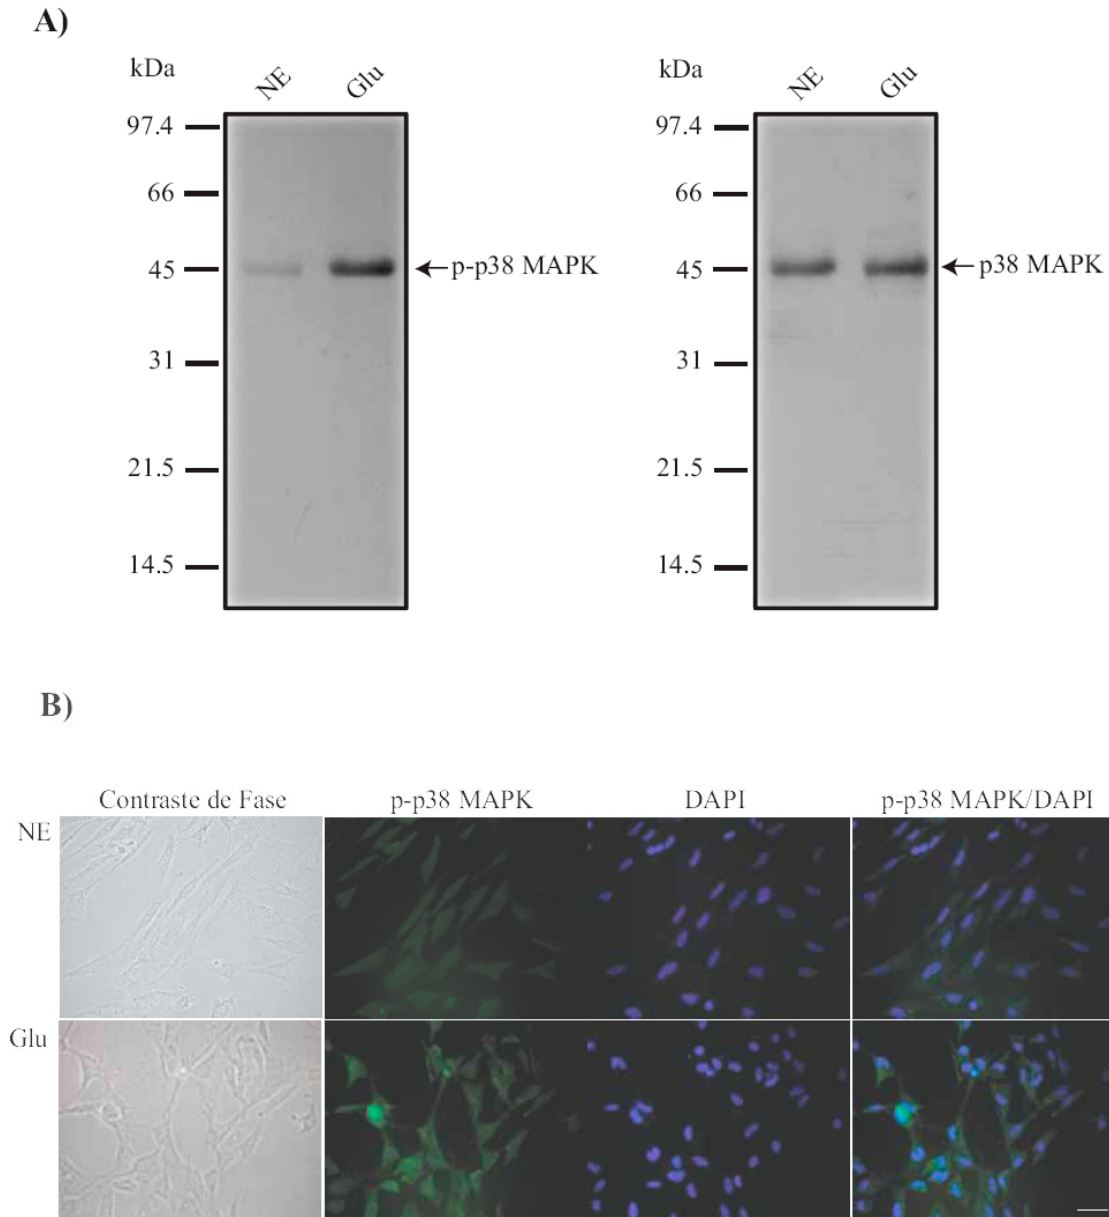 A)
kDa NE Glu
97.4
66
45 p-p38 MAPK
31
21.5
14.5
kDa NE Glu
97.4
66
45 p38 MAPK
31
21.5
14.5
B)
Contraste de Fase p-p38 MAPK DAPI p-p38 MAPK/DAPI
NE
Glu